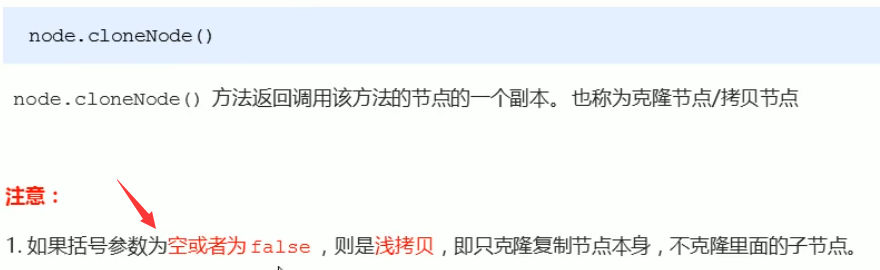 node.cloneNode()
node.cloneNode() 方法返回调用该方法的节点的一个副本。 也称为克隆节点/拷贝节点
注意：
1. 如果括号参数为空或者为 false ，则是浅拷贝，即只克隆复制节点本身，不克隆里面的子节点。